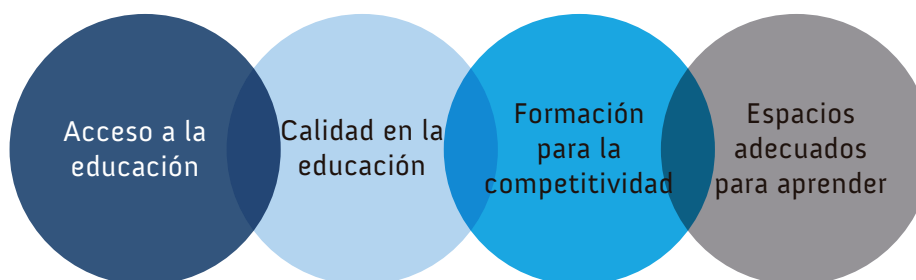 Acceso a la
educación
Calidad en la
educación
Formación
para la
competitividad
Espacios
adecuados
para aprender